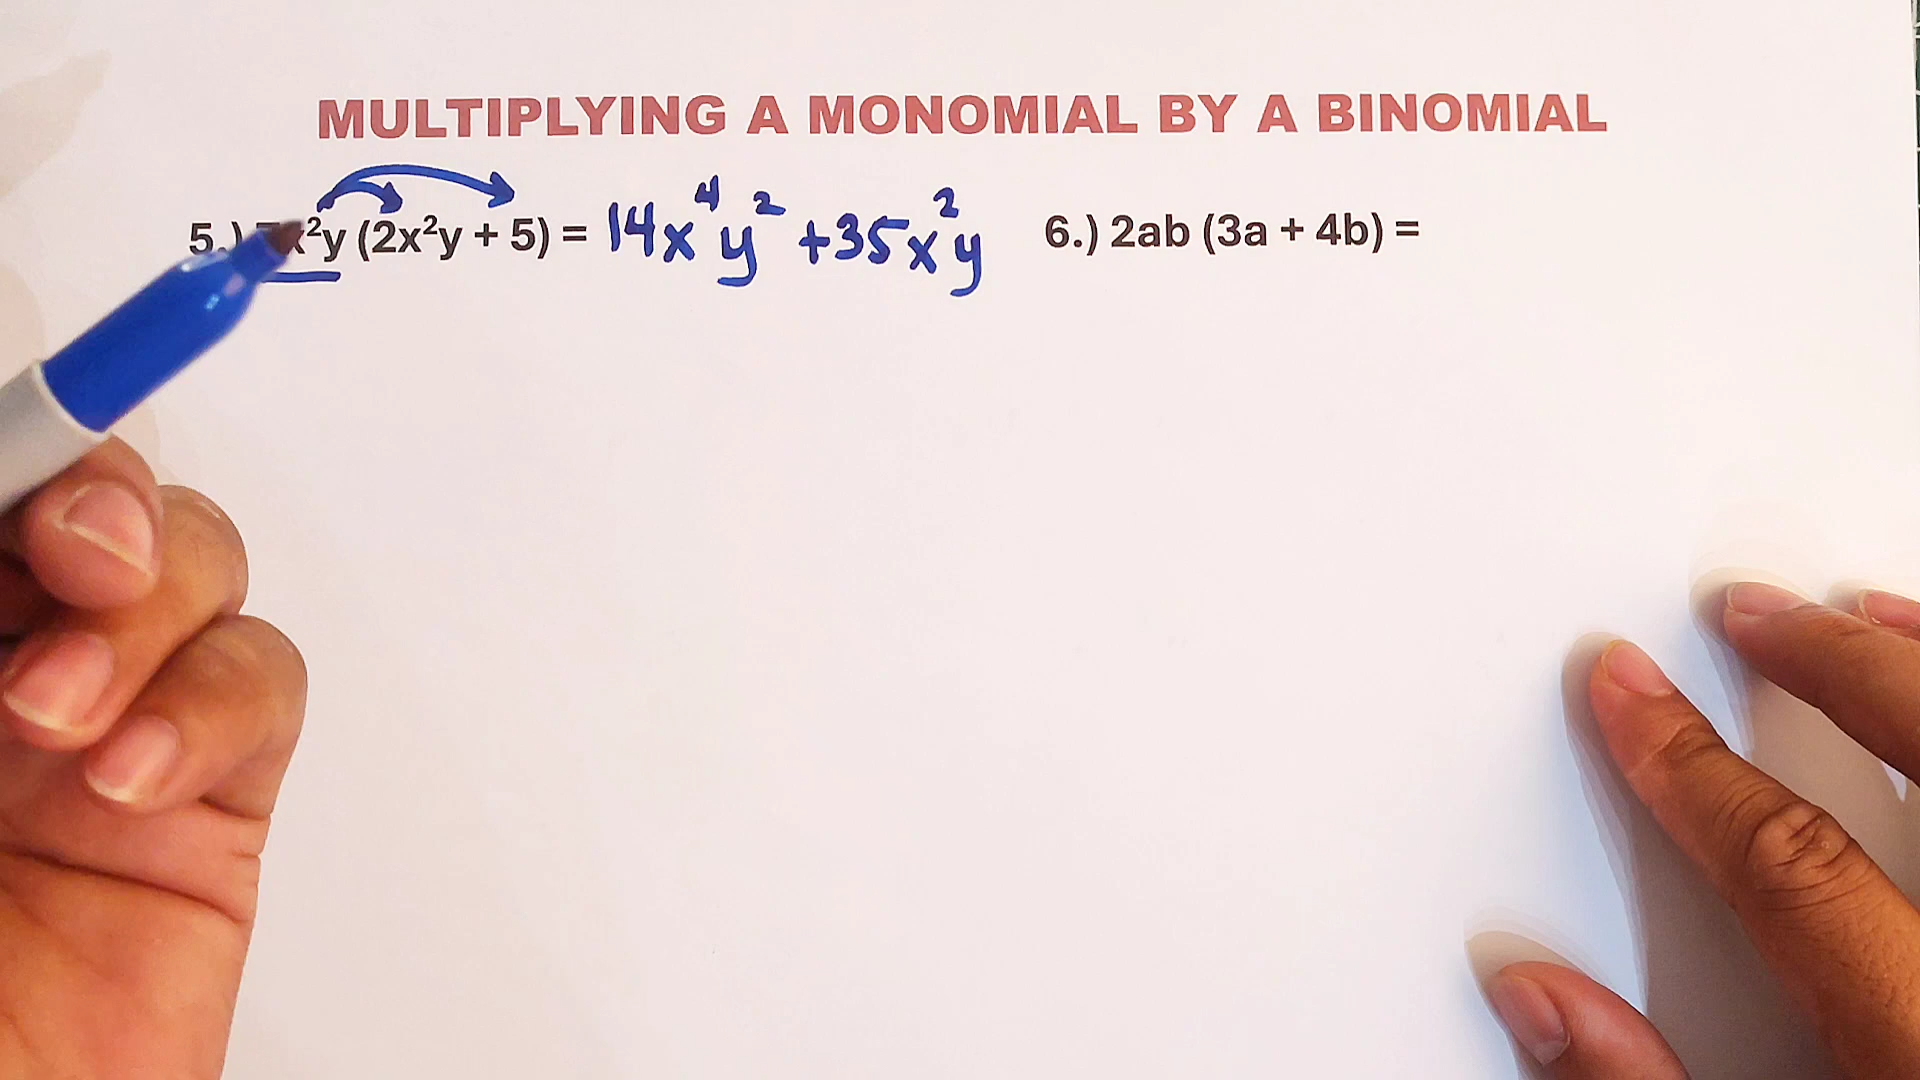 MULTIPLYING A MONOMIAL BY A BINOMIAL
5.) x²y (2x²y + 5) = 14x⁴y² + 35x²y
6.) 2ab (3a + 4b) =